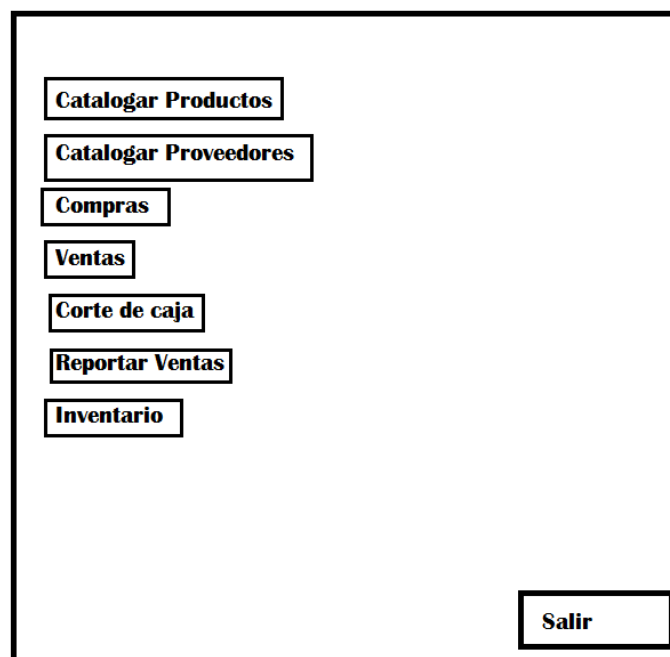 Catalogar Productos
Catalogar Proveedores
Compras
Ventas
Corte de caja
Reportar Ventas
Inventario
Salir